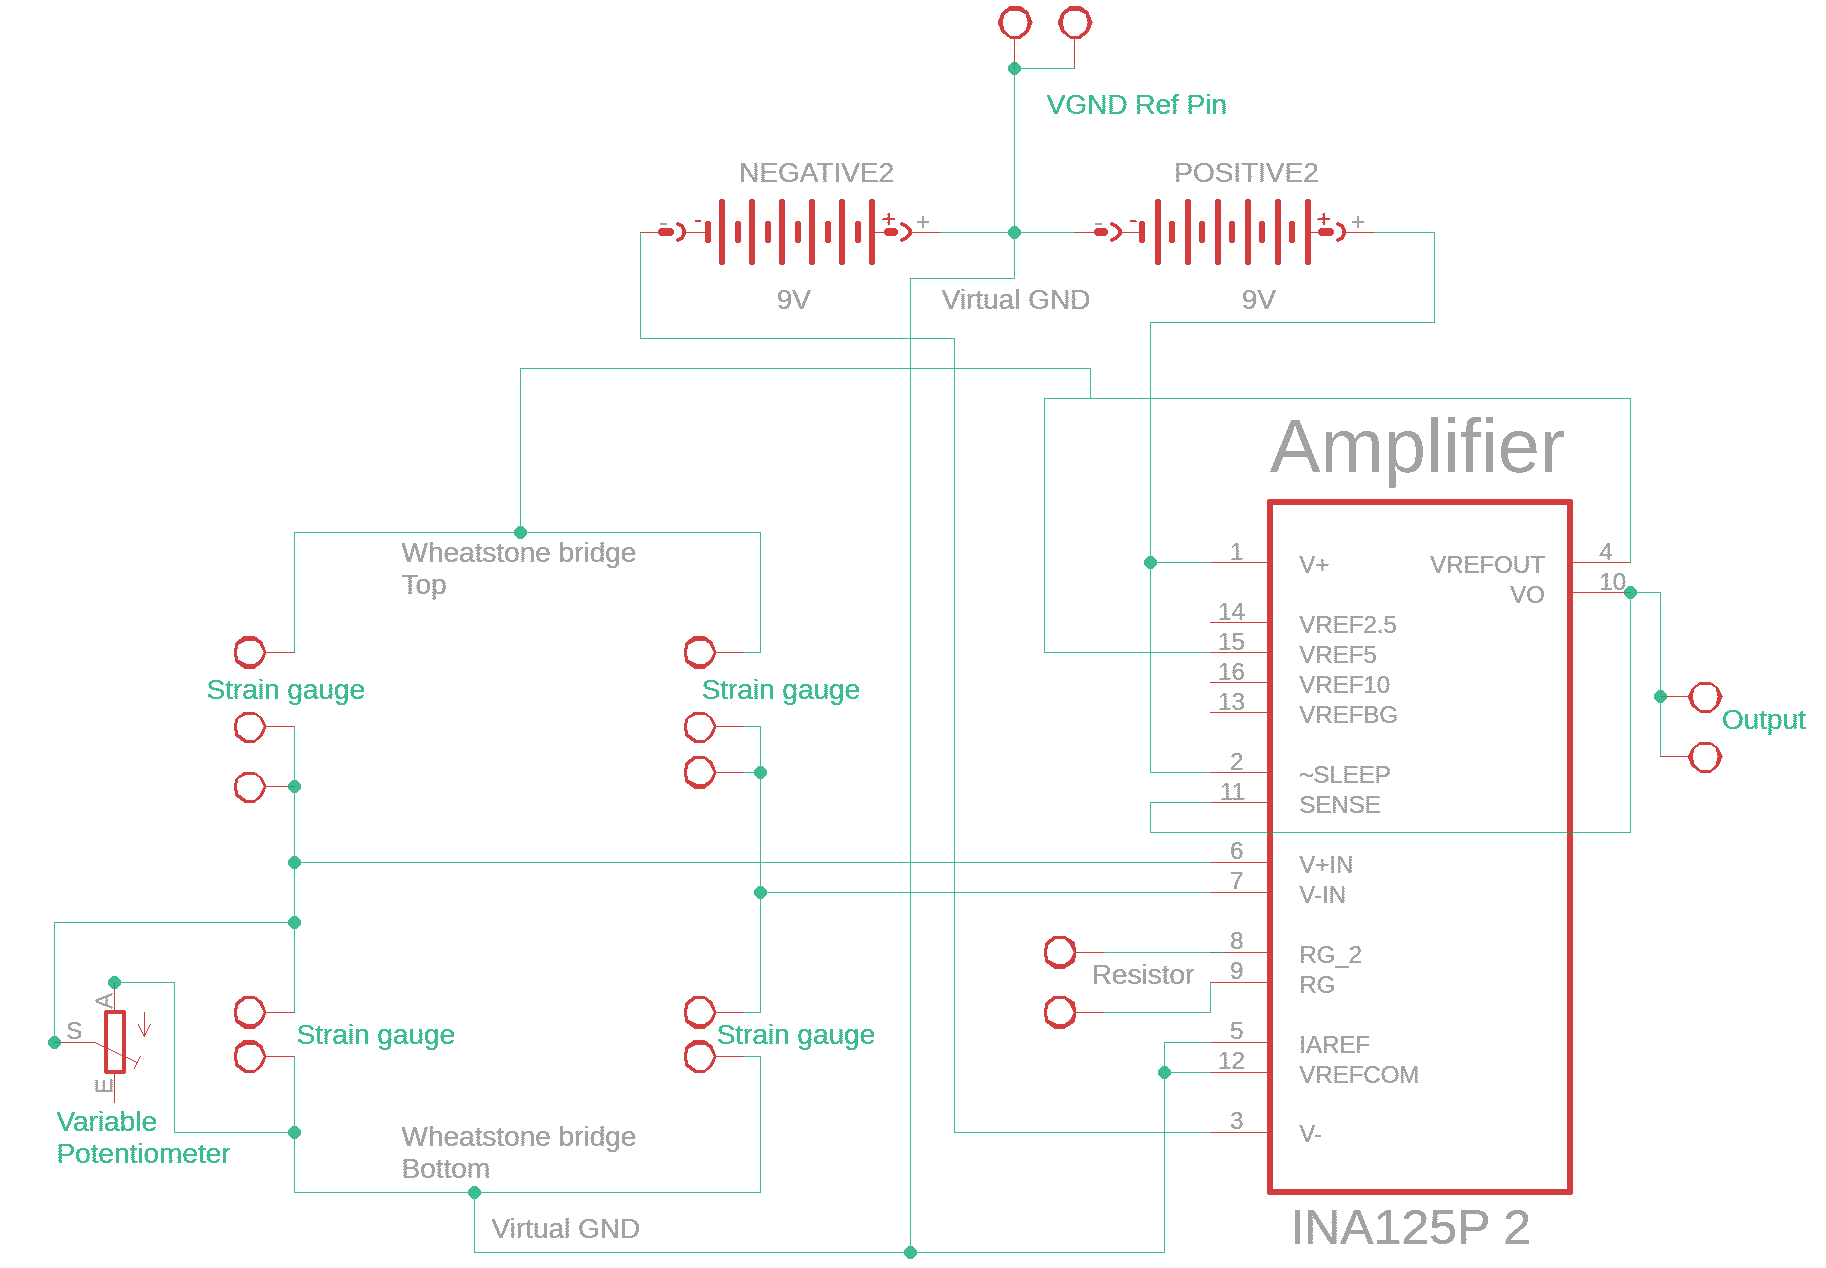 VGND Ref Pin
NEGATIVE2
POSITIVE2
- - + +
- - + +
9V
Virtual GND
9V
Amplifier
Wheatstone bridge
Top
1 V+
VREFOUT 4
VO 10
14 VREF2.5
15 VREF5
16 VREF10
13 VREFBG
Strain gauge
Strain gauge
Output
2 ~SLEEP
11 SENSE
6 V+IN
7 V-IN
8 RG_2
Resistor
9 RG
A
S
E
Strain gauge
Strain gauge
5 IAREF
12 VREFCOM
Variable
Potentiometer
3 V-
Wheatstone bridge
Bottom
Virtual GND
INA125P 2